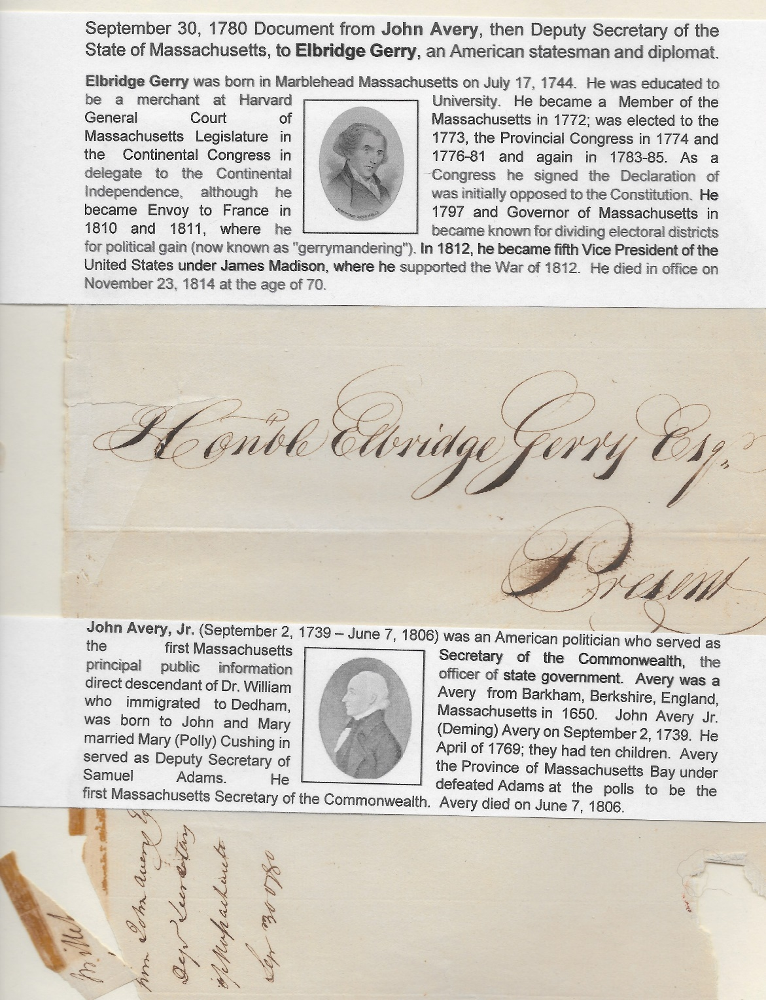 September 30, 1780 Document from John Avery, then Deputy Secretary of the
State of Massachusetts, to Elbridge Gerry, an American statesman and diplomat.
Elbridge Gerry was born in Marblehead Massachusetts on July 17, 1744. He was educated to
be a merchant at Harvard University. He became a Member of the
General Court of Massachusetts in 1772; was elected to the
Massachusetts Legislature in 1773, the Provincial Congress in 1774 and
the Continental Congress in 1776-81 and again in 1783-85. As a
delegate to the Continental Congress he signed the Declaration of
Independence, although he was initially opposed to the Constitution. He
became Envoy to France in 1797 and Governor of Massachusetts in
1810 and 1811, where he became known for dividing electoral districts
for political gain (now known as "gerrymandering"). In 1812, he became fifth Vice President of the
United States under James Madison, where he supported the War of 1812. He died in office on
November 23, 1814 at the age of 70.
Honble Elbridge Gerry Esqr
Present
John Avery, Jr. (September 2, 1739 – June 7, 1806) was an American politician who served as
the first Massachusetts Secretary of the Commonwealth, the
principal public information officer of state government. Avery was a
direct descendant of Dr. William Avery from Barkham, Berkshire, England,
who immigrated to Dedham, Massachusetts in 1650. John Avery Jr.
was born to John and Mary (Deming) Avery on September 2, 1739. He
married Mary (Polly) Cushing in April of 1769; they had ten children. Avery
served as Deputy Secretary of the Province of Massachusetts Bay under
Samuel Adams. He defeated Adams at the polls to be the
first Massachusetts Secretary of the Commonwealth. Avery died on June 7, 1806.
from John Avery Esq
Depy Secretary
of Massachusets
Sepr 30 1780